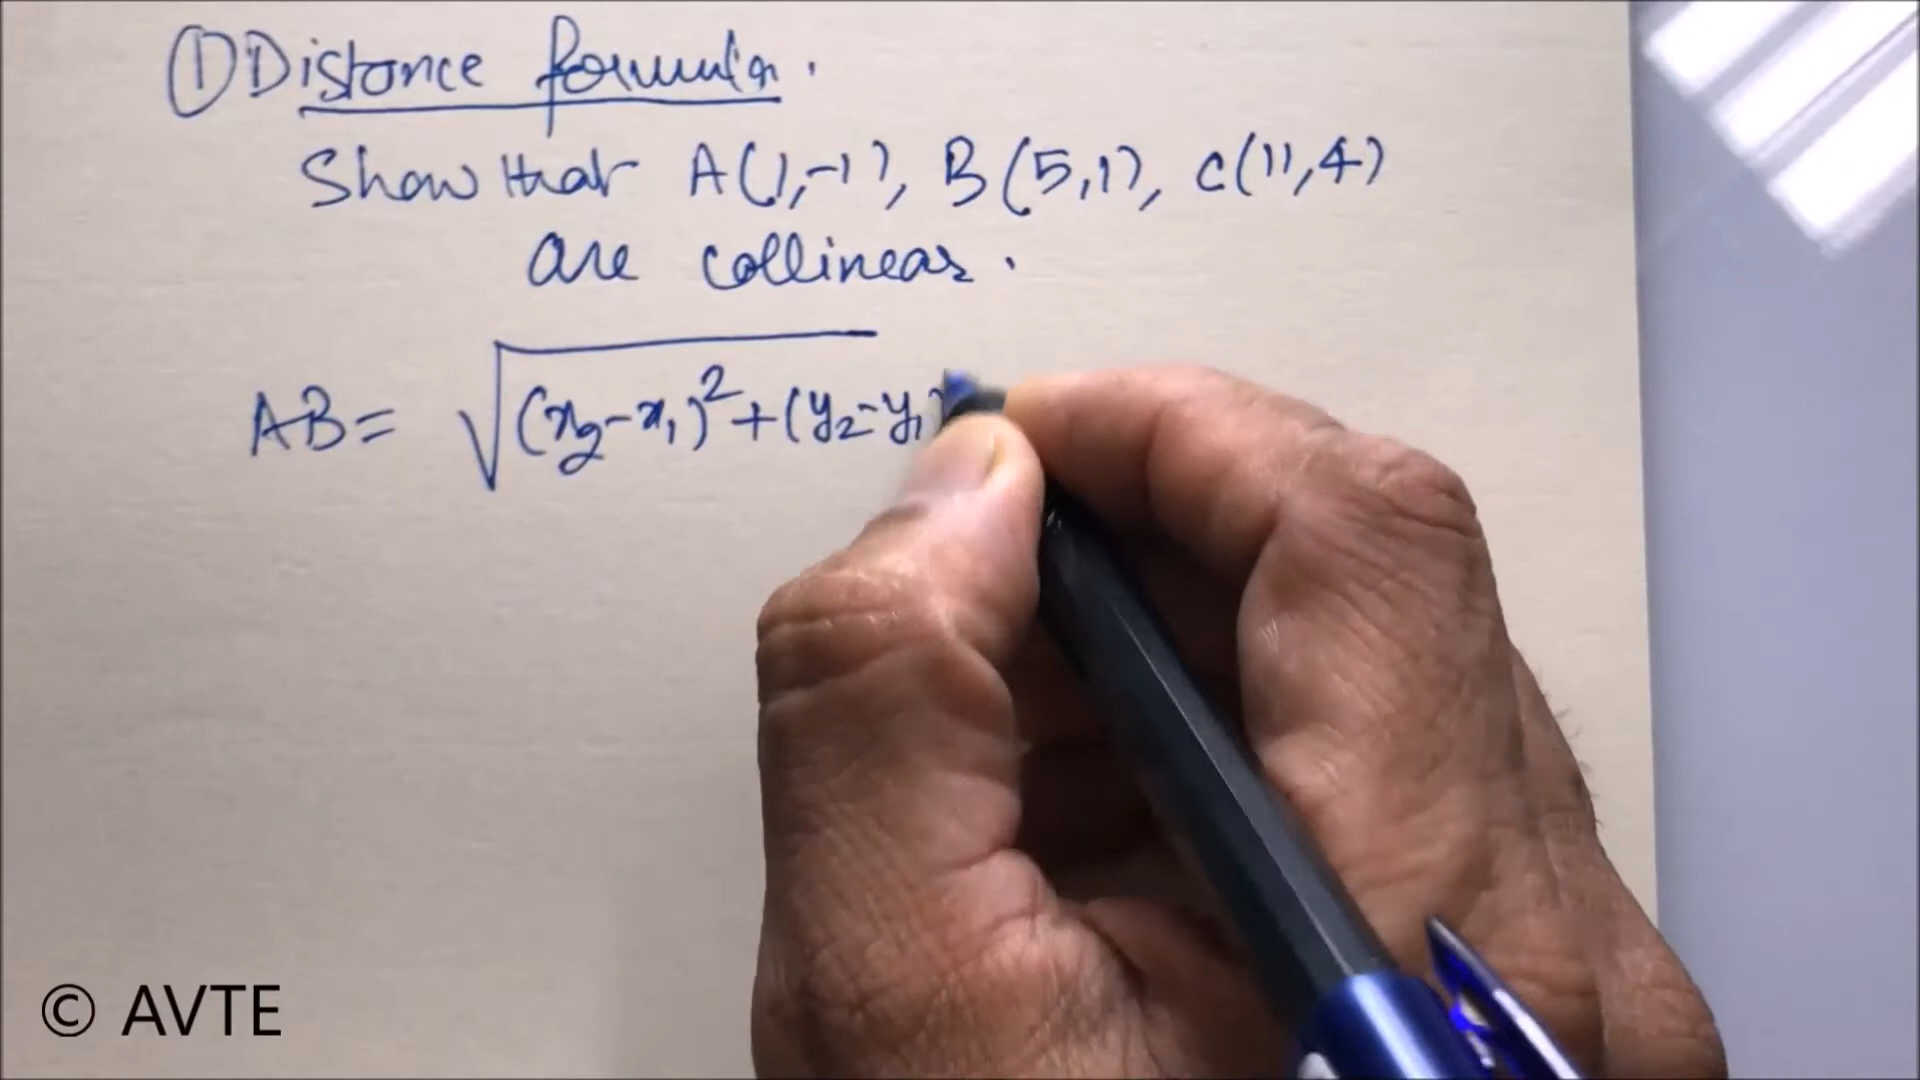 ① Distance formula.
Show that A(1,-1), B(5,1), C(11,4)
are collinear.
AB = √(x₂-x₁)²+(y₂-y₁)
© AVTE